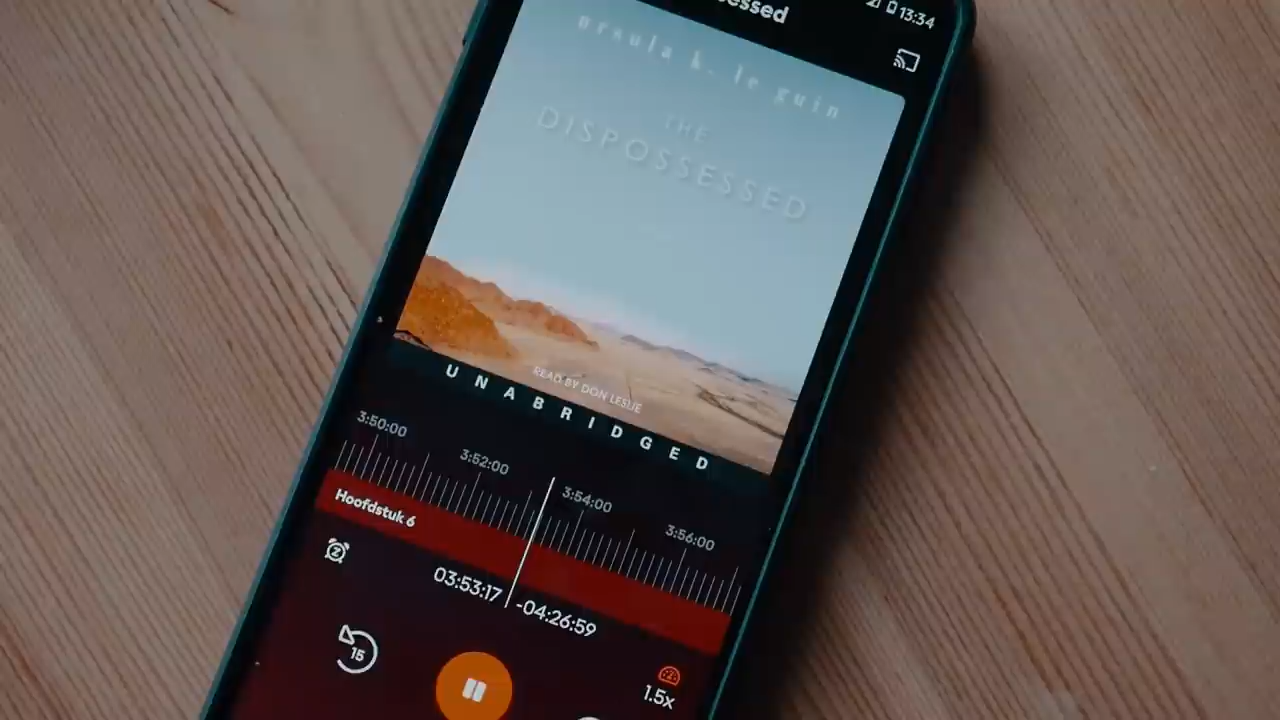 13:34
ursula k. le guin
THE
DISPOSSESSED
READ BY DON LESLIE
UNABRIDGED
3:50:00
3:52:00
3:54:00
3:56:00
Hoofdstuk 6
03:53:17
-04:26:59
15
1.5x